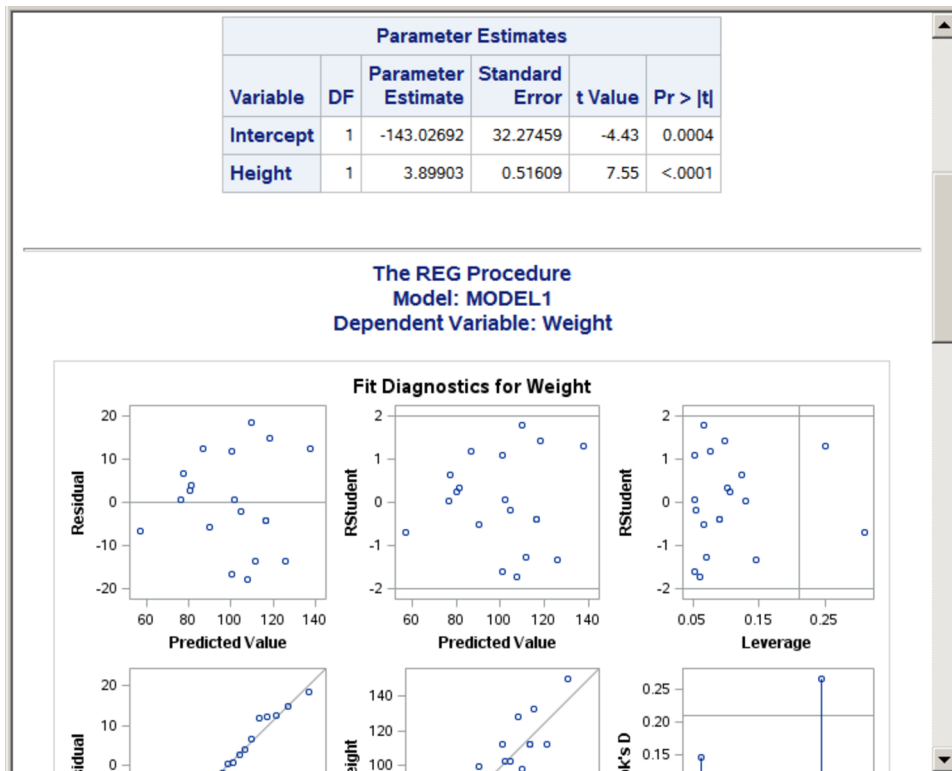 Parameter Estimates
Variable DF Parameter Estimate Standard Error t Value Pr > |t|
Intercept 1 -143.02692 32.27459 -4.43 0.0004
Height 1 3.89903 0.51609 7.55 <.0001
The REG Procedure
Model: MODEL1
Dependent Variable: Weight
Fit Diagnostics for Weight
20
10
0
-10
-20
Residual
60 80 100 120 140
Predicted Value
2
1
0
-1
-2
RStudent
60 80 100 120 140
Predicted Value
2
1
0
-1
-2
RStudent
0.05 0.15 0.25
Leverage
20
10
0
140
120
100
0.25
0.20
0.15